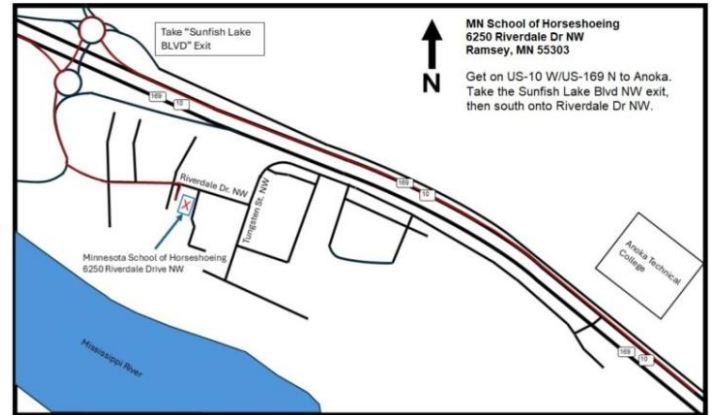 Take "Sunfish Lake
BLVD" Exit
MN School of Horseshoeing
6250 Riverdale Dr NW
Ramsey, MN 55303
N
Get on US-10 W/US-169 N to Anoka.
Take the Sunfish Lake Blvd NW exit,
then south onto Riverdale Dr NW.
169
10
Riverdale Dr. NW
Tungsten St. NW
169
10
X
Minnesota School of Horseshoeing
6250 Riverdale Drive NW
Anoka Technical
College
Mississippi River
169
10